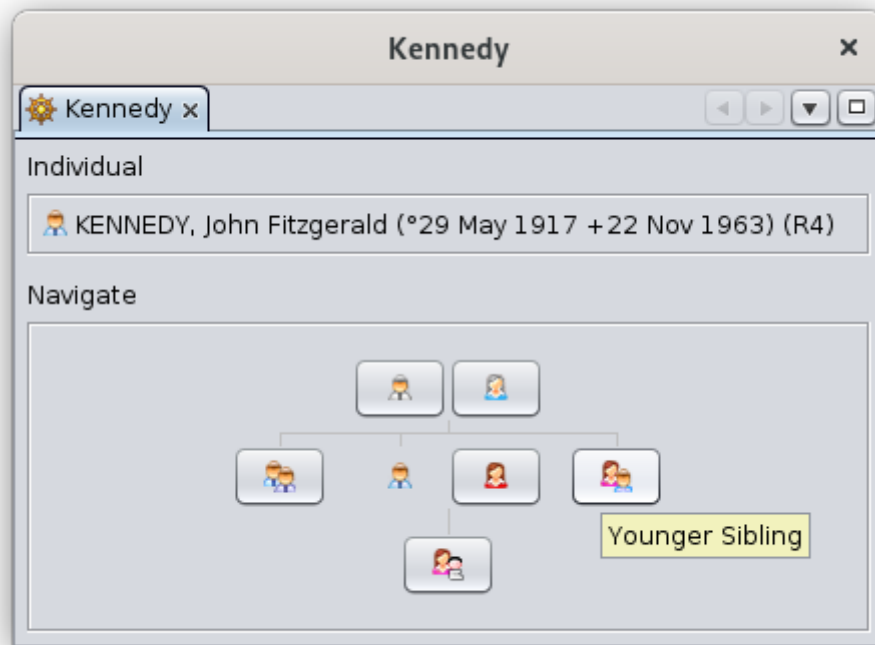 Kennedy
Kennedy
Individual
KENNEDY, John Fitzgerald (°29 May 1917 +22 Nov 1963) (R4)
Navigate
Younger Sibling